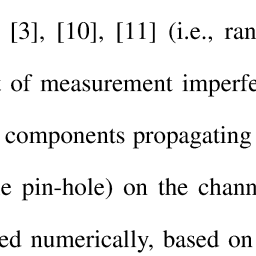 [3], [10], [11] (i.e., ran
of measurement imperfe
components propagating
e pin-hole) on the chann
ed numerically, based on